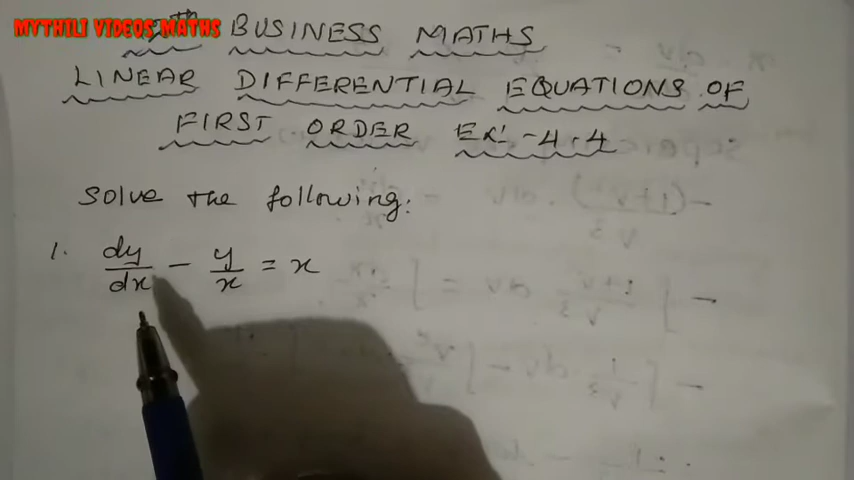 MYTHILI VIDEOS MATHS
BUSINESS MATHS
LINEAR DIFFERENTIAL EQUATIONS OF
FIRST ORDER EX: -4.4
Solve the following:
1. dy/dx - y/x = x